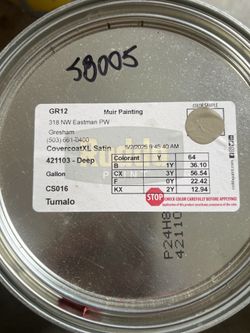 58005
GR12 Muir Painting COLOR SAMPLE
318 NW Eastman PW
Gresham
(503) 661-0400
CovercoatXL Satin 5/2/2025 9:45:40 AM
421103 - Deep Colorant Y 64
Gallon B 1Y 36.10
CX 3Y 56.54
CS016 F 0Y 22.42
KX 2Y 12.94
Tumalo STOP CHECK COLOR CAREFULLY BEFORE APPLYING
P24H8
42110